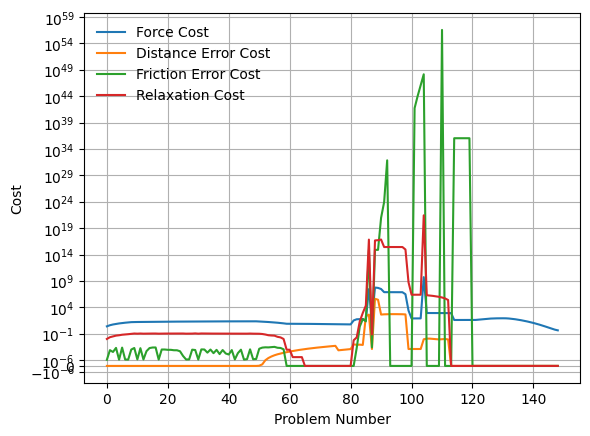 Force Cost
Distance Error Cost
Friction Error Cost
Relaxation Cost
10^59
10^54
10^49
10^44
10^39
10^34
10^29
10^24
10^19
10^14
10^9
10^4
10^−1
10^−6
0
−10^−6
Cost
0 20 40 60 80 100 120 140
Problem Number